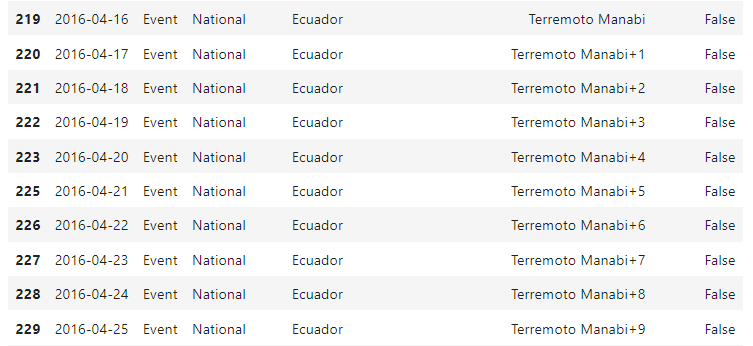 219 2016-04-16 Event National Ecuador Terremoto Manabi False
220 2016-04-17 Event National Ecuador Terremoto Manabi+1 False
221 2016-04-18 Event National Ecuador Terremoto Manabi+2 False
222 2016-04-19 Event National Ecuador Terremoto Manabi+3 False
223 2016-04-20 Event National Ecuador Terremoto Manabi+4 False
225 2016-04-21 Event National Ecuador Terremoto Manabi+5 False
226 2016-04-22 Event National Ecuador Terremoto Manabi+6 False
227 2016-04-23 Event National Ecuador Terremoto Manabi+7 False
228 2016-04-24 Event National Ecuador Terremoto Manabi+8 False
229 2016-04-25 Event National Ecuador Terremoto Manabi+9 False